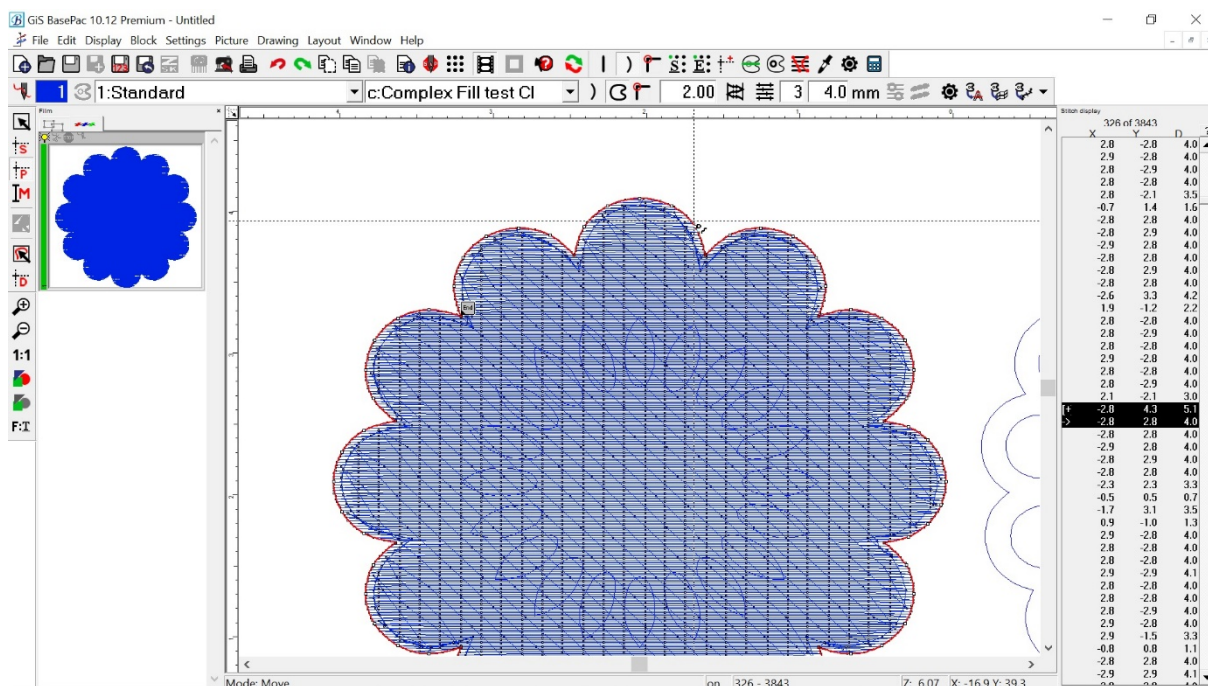 GiS BasePac 10.12 Premium - Untitled
File Edit Display Block Settings Picture Drawing Layout Window Help
1 1:Standard c:Complex Fill test Cl 2.00 3 4.0 mm
Film
Stitch display
326 of 3843
X Y D
2.8 -2.8 4.0
2.9 -2.8 4.0
2.8 -2.9 4.0
2.8 -2.8 4.0
2.8 -2.1 3.5
-0.7 1.4 1.6
-2.8 2.8 4.0
-2.8 2.8 4.0
-2.9 2.8 4.0
-2.8 2.8 4.0
-2.8 2.9 4.0
-2.8 2.8 4.0
-2.6 3.3 4.2
1.9 -1.2 2.2
2.8 -2.8 4.0
2.8 -2.9 4.0
2.8 -2.8 4.0
2.9 -2.8 4.0
2.8 -2.8 4.0
2.8 -2.9 4.0
2.1 -2.1 3.0
[+ -2.8 4.3 5.1
-> -2.8 2.8 4.0
-2.8 2.8 4.0
-2.9 2.8 4.0
-2.8 2.9 4.0
-2.8 2.8 4.0
-2.3 2.3 3.3
-0.5 0.5 0.7
-1.7 3.1 3.5
0.9 -1.0 1.3
2.8 -2.9 4.0
2.8 -2.8 4.0
2.8 -2.8 4.0
2.9 -2.9 4.1
2.8 -2.8 4.0
2.8 -2.9 4.0
2.9 -2.8 4.0
2.9 -1.5 3.3
-0.8 0.8 1.1
-2.8 2.8 4.0
-2.9 2.9 4.1
S
P
M
D
1:1
F:T
End
Mode: Move on 326 - 3843 Z: 6.07 X: -16.9 Y: 39.3